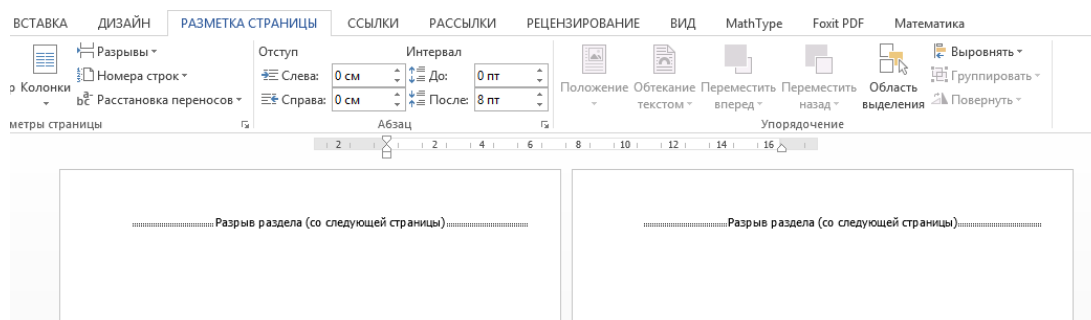 ВСТАВКА ДИЗАЙН РАЗМЕТКА СТРАНИЦЫ ССЫЛКИ РАССЫЛКИ РЕЦЕНЗИРОВАНИЕ ВИД MathType Foxit PDF Математика
Разрывы Отступ Интервал Выровнять
Колонки Номера строк Слева: 0 см До: 0 пт Положение Обтекание текстом Переместить вперед Переместить назад Область выделения Группировать
Расстановка переносов Справа: 0 см После: 8 пт Повернуть
метры страницы Абзац Упорядочение
2 2 4 6 8 10 12 14 16
Разрыв раздела (со следующей страницы) Разрыв раздела (со следующей страницы)